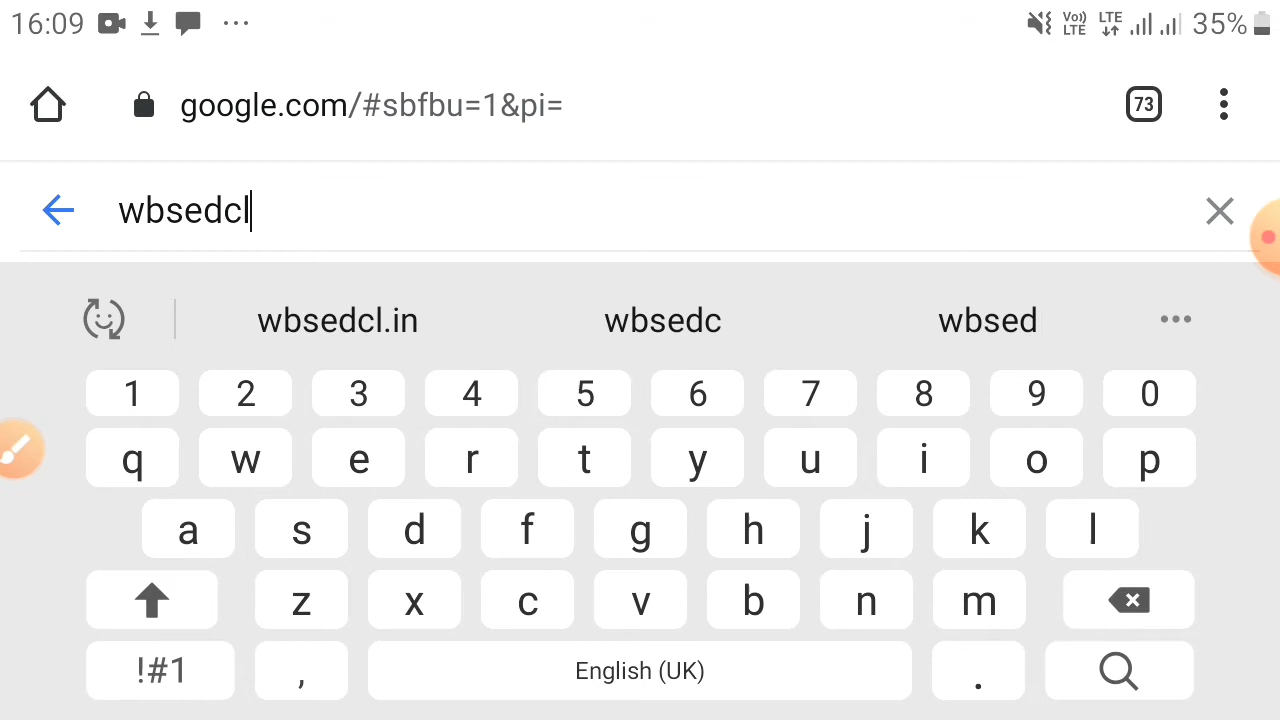 16:09 ... Vo)) LTE LTE 35%
google.com/#sbfbu=1&pi= 73
wbsedcl
wbsedcl.in wbsedc wbsed
1 2 3 4 5 6 7 8 9 0
q w e r t y u i o p
a s d f g h j k l
z x c v b n m
!#1 , English (UK) .